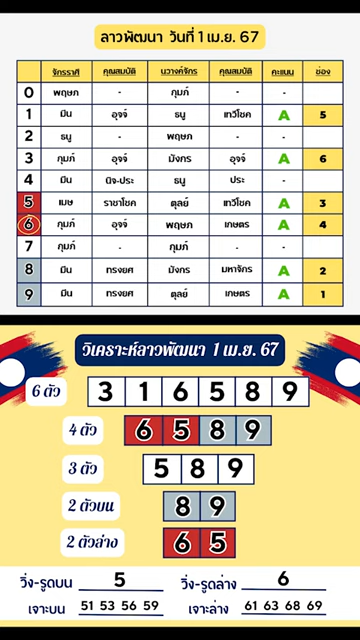 ลาวพัฒนา วันที่ 1 เม.ย. 67
จักรราศี คุณสมบัติ นวางค์จักร คุณสมบัติ คะแนน ช่อง
0 พฤษภ - กุมภ์ - -
1 มีน อุจจ์ ธนู เทวีโชค A 5
2 ธนู - พฤษภ - -
3 กุมภ์ อุจจ์ มังกร อุจจ์ A 6
4 มีน นิจ-ประ ธนู ประ -
5 เมษ ราชาโชค ตุลย์ เทวีโชค A 3
6 กุมภ์ อุจจ์ พฤษภ เกษตร A 4
7 กุมภ์ - กุมภ์ - -
8 มีน ทรงยศ มังกร มหาจักร A 2
9 มีน ทรงยศ ตุลย์ เกษตร A 1
วิเคราะห์ลาวพัฒนา 1 เม.ย. 67
6 ตัว 3 1 6 5 8 9
4 ตัว 6 5 8 9
3 ตัว 5 8 9
2 ตัวบน 8 9
2 ตัวล่าง 6 5
วิ่ง-รูดบน 5 วิ่ง-รูดล่าง 6
เจาะบน 51 53 56 59 เจาะล่าง 61 63 68 69